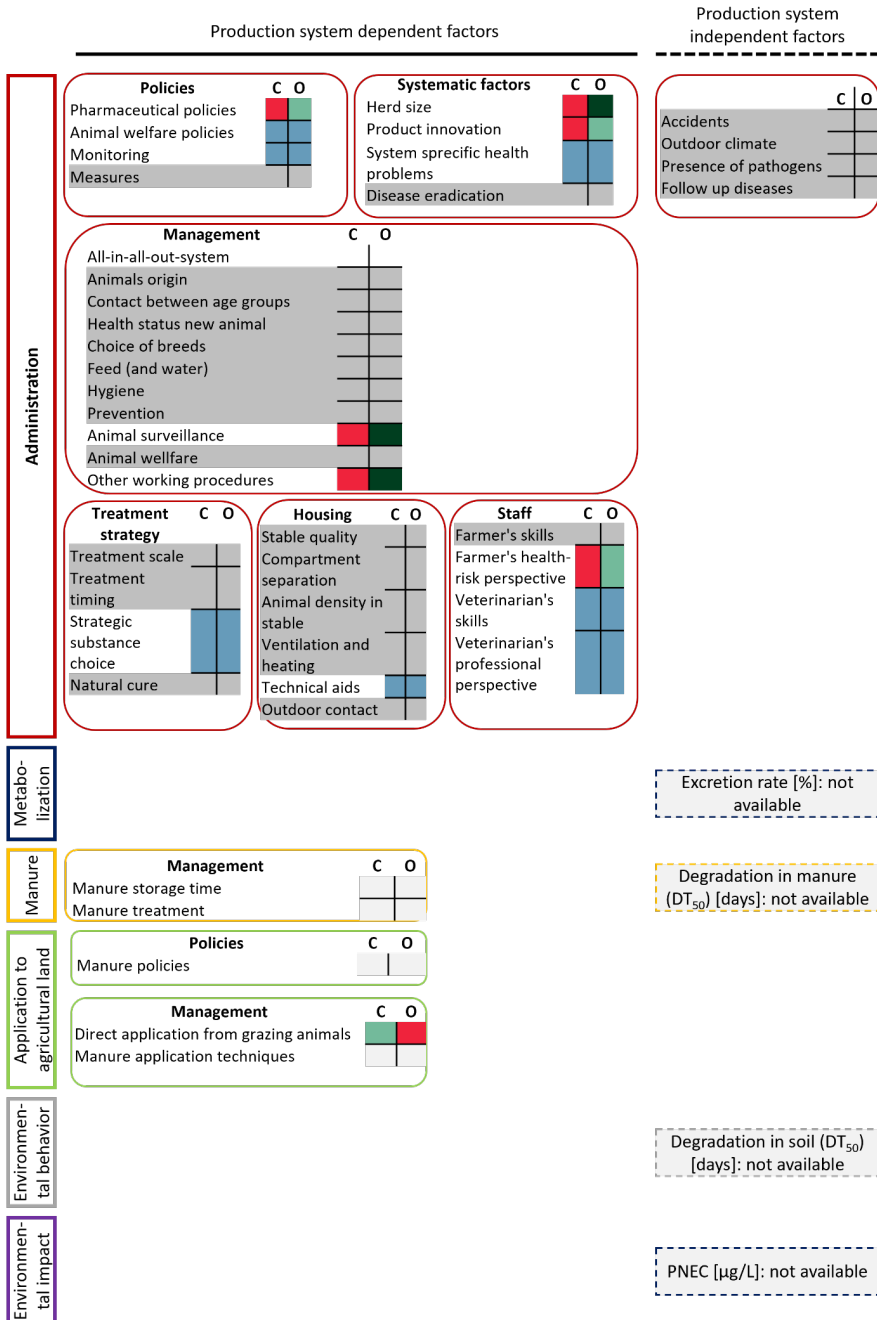 Production system dependent factors
Production system
independent factors
Administration
Policies
C O
Pharmaceutical policies
Animal welfare policies
Monitoring
Measures
Systematic factors
C O
Herd size
Product innovation
System sprecific health
problems
Disease eradication
C O
Accidents
Outdoor climate
Presence of pathogens
Follow up diseases
Management
C O
All-in-all-out-system
Animals origin
Contact between age groups
Health status new animal
Choice of breeds
Feed (and water)
Hygiene
Prevention
Animal surveillance
Animal wellfare
Other working procedures
Treatment
strategy
C O
Treatment scale
Treatment
timing
Strategic
substance
choice
Natural cure
Housing
C O
Stable quality
Compartment
separation
Animal density in
stable
Ventilation and
heating
Technical aids
Outdoor contact
Staff
C O
Farmer's skills
Farmer's health-
risk perspective
Veterinarian's
skills
Veterinarian's
professional
perspective
Metabo-
lization
Excretion rate [%]: not
available
Manure
Management
C O
Manure storage time
Manure treatment
Degradation in manure
(DT50) [days]: not available
Application to
agricultural land
Policies
C O
Manure policies
Management
C O
Direct application from grazing animals
Manure application techniques
Environmen-
tal behavior
Degradation in soil (DT50)
[days]: not available
Environmen-
tal impact
PNEC [µg/L]: not available